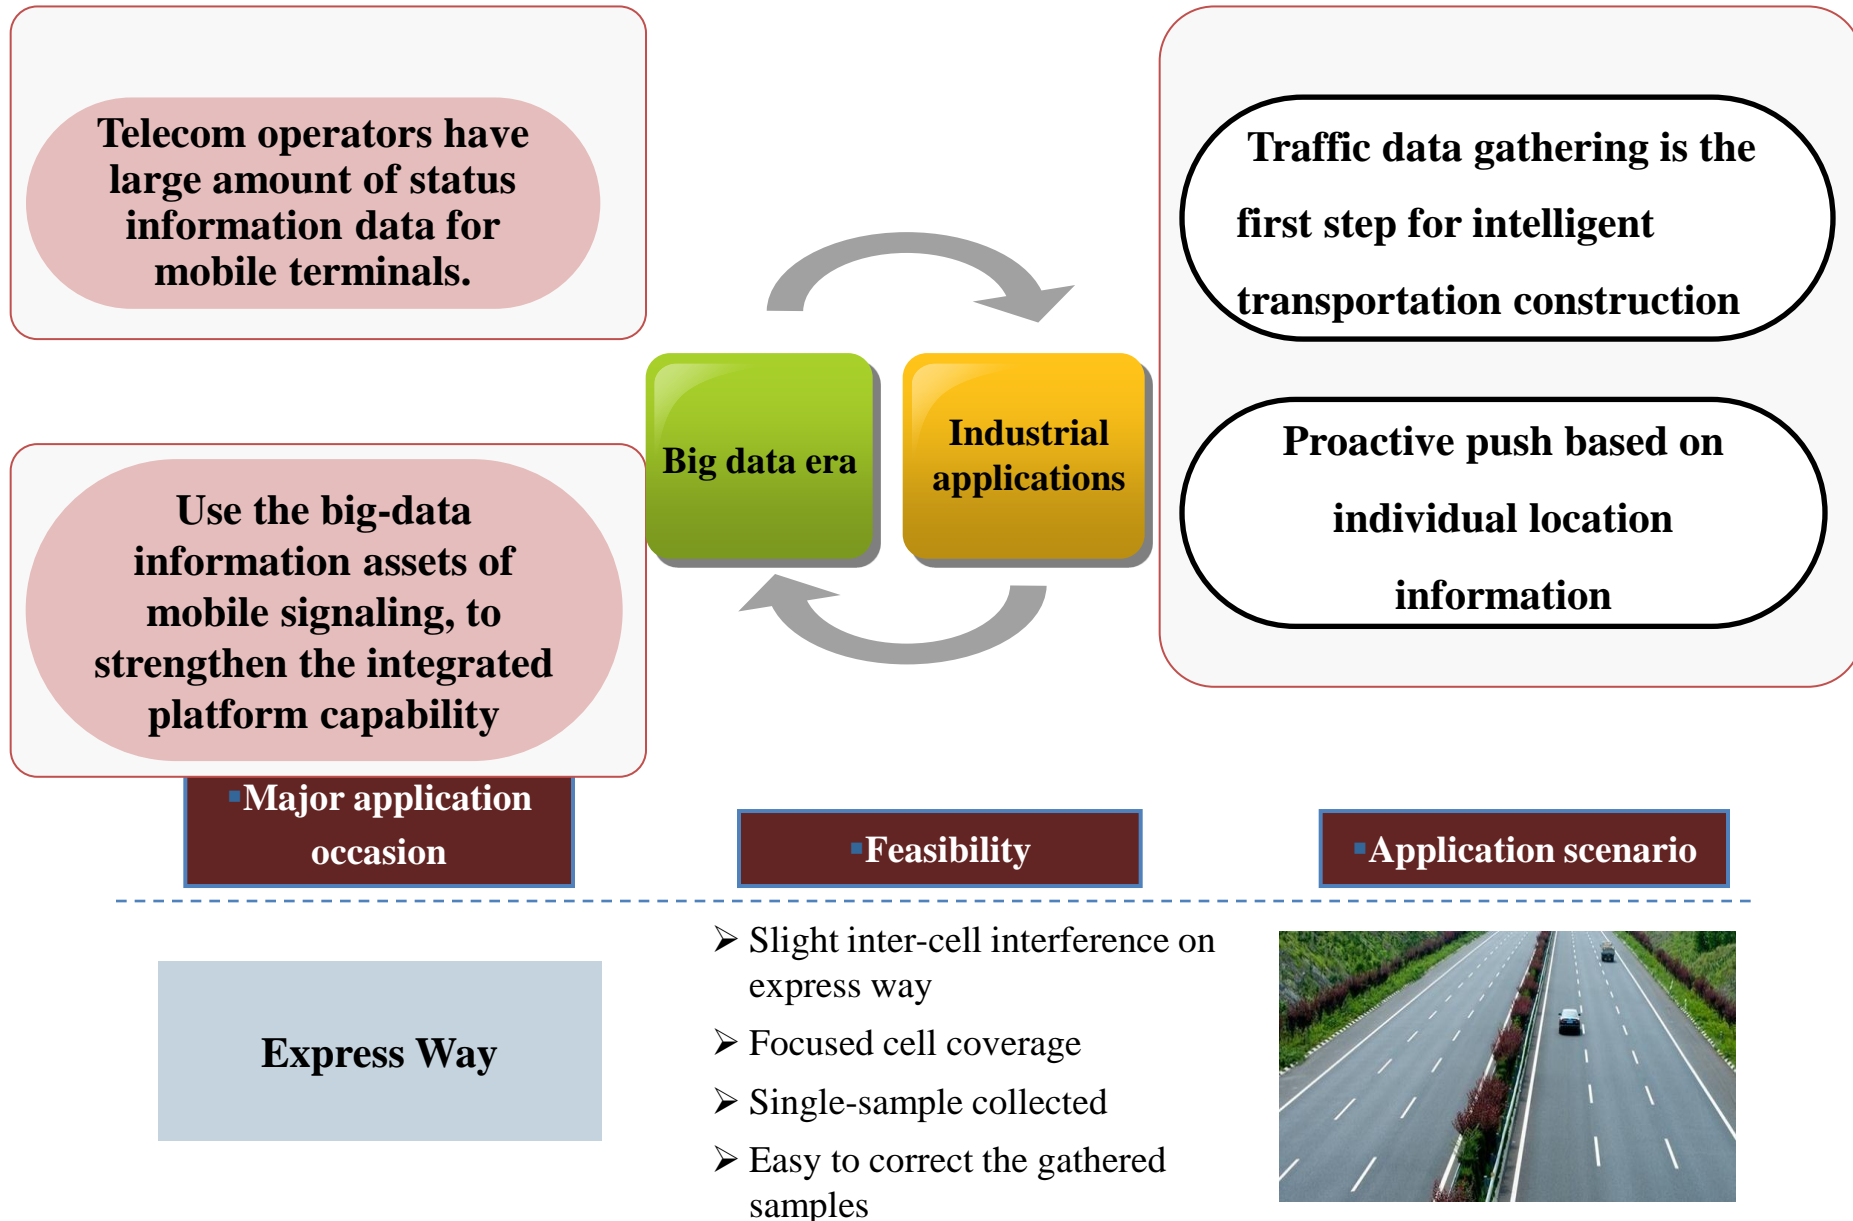 Telecom operators have
large amount of status
information data for
mobile terminals.
Use the big-data
information assets of
mobile signaling, to
strengthen the integrated
platform capability
Big data era
Industrial
applications
Traffic data gathering is the
first step for intelligent
transportation construction
Proactive push based on
individual location
information
▪Major application
occasion
▪Feasibility
▪Application scenario
Express Way
➢ Slight inter-cell interference on
express way
➢ Focused cell coverage
➢ Single-sample collected
➢ Easy to correct the gathered
samples